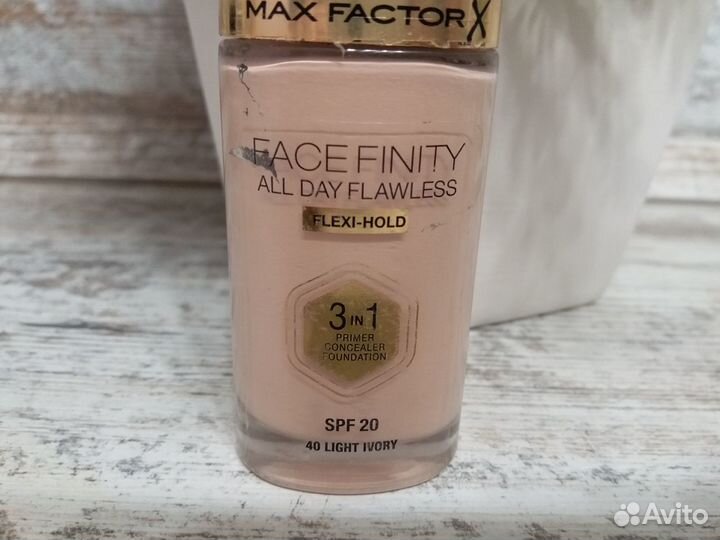 MAX FACTOR X
FACE FINITY
ALL DAY FLAWLESS
FLEXI-HOLD
3 IN 1
PRIMER
CONCEALER
FOUNDATION
SPF 20
40 LIGHT IVORY
Avito